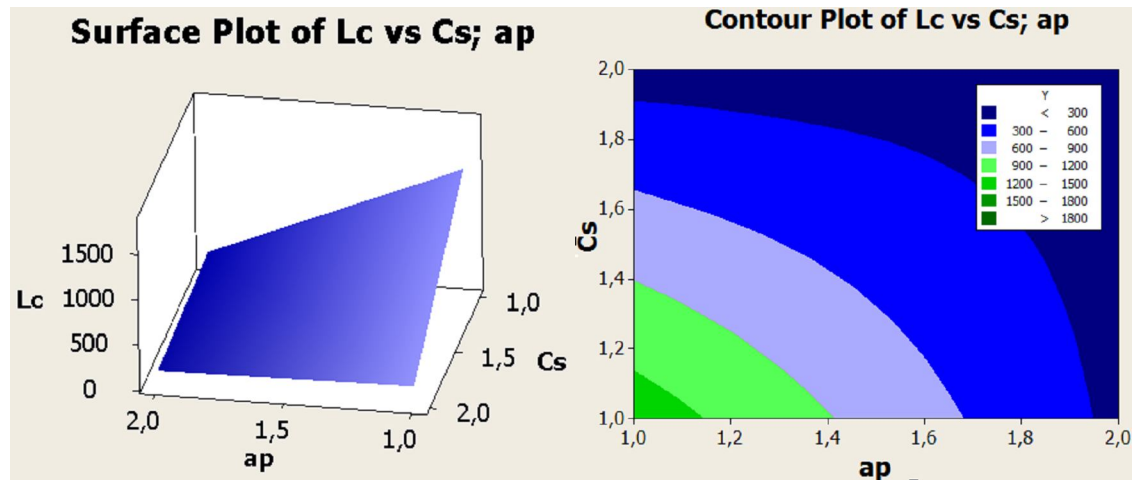 Surface Plot of Lc vs Cs; ap
1500
Lc 1000
500
0
2,0
1,5
1,0
ap
1,0
1,5 Cs
2,0
Contour Plot of Lc vs Cs; ap
2,0
1,8
1,6
Cs
1,4
1,2
1,0
1,0 1,2 1,4 1,6 1,8 2,0
ap
Y
< 300
300 – 600
600 – 900
900 – 1200
1200 – 1500
1500 – 1800
> 1800